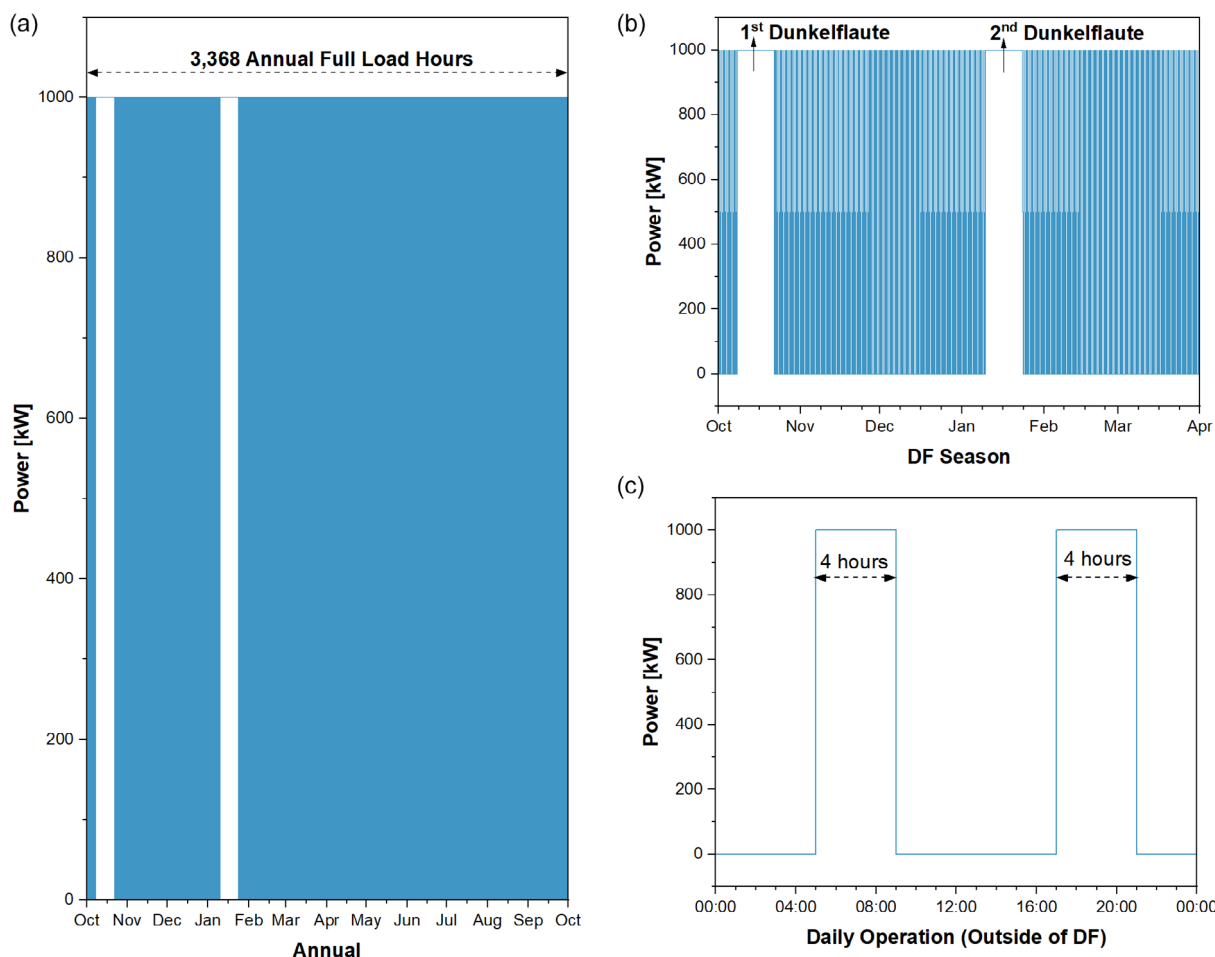 (a)
3,368 Annual Full Load Hours
1000
800
600
400
200
0
Power [kW]
Oct Nov Dec Jan Feb Mar Apr May Jun Jul Aug Sep Oct
Annual
(b)
1st Dunkelflaute
2nd Dunkelflaute
1000
800
600
400
200
0
Power [kW]
Oct Nov Dec Jan Feb Mar Apr
DF Season
(c)
1000
800
600
400
200
0
Power [kW]
4 hours
4 hours
00:00 04:00 08:00 12:00 16:00 20:00 00:00
Daily Operation (Outside of DF)